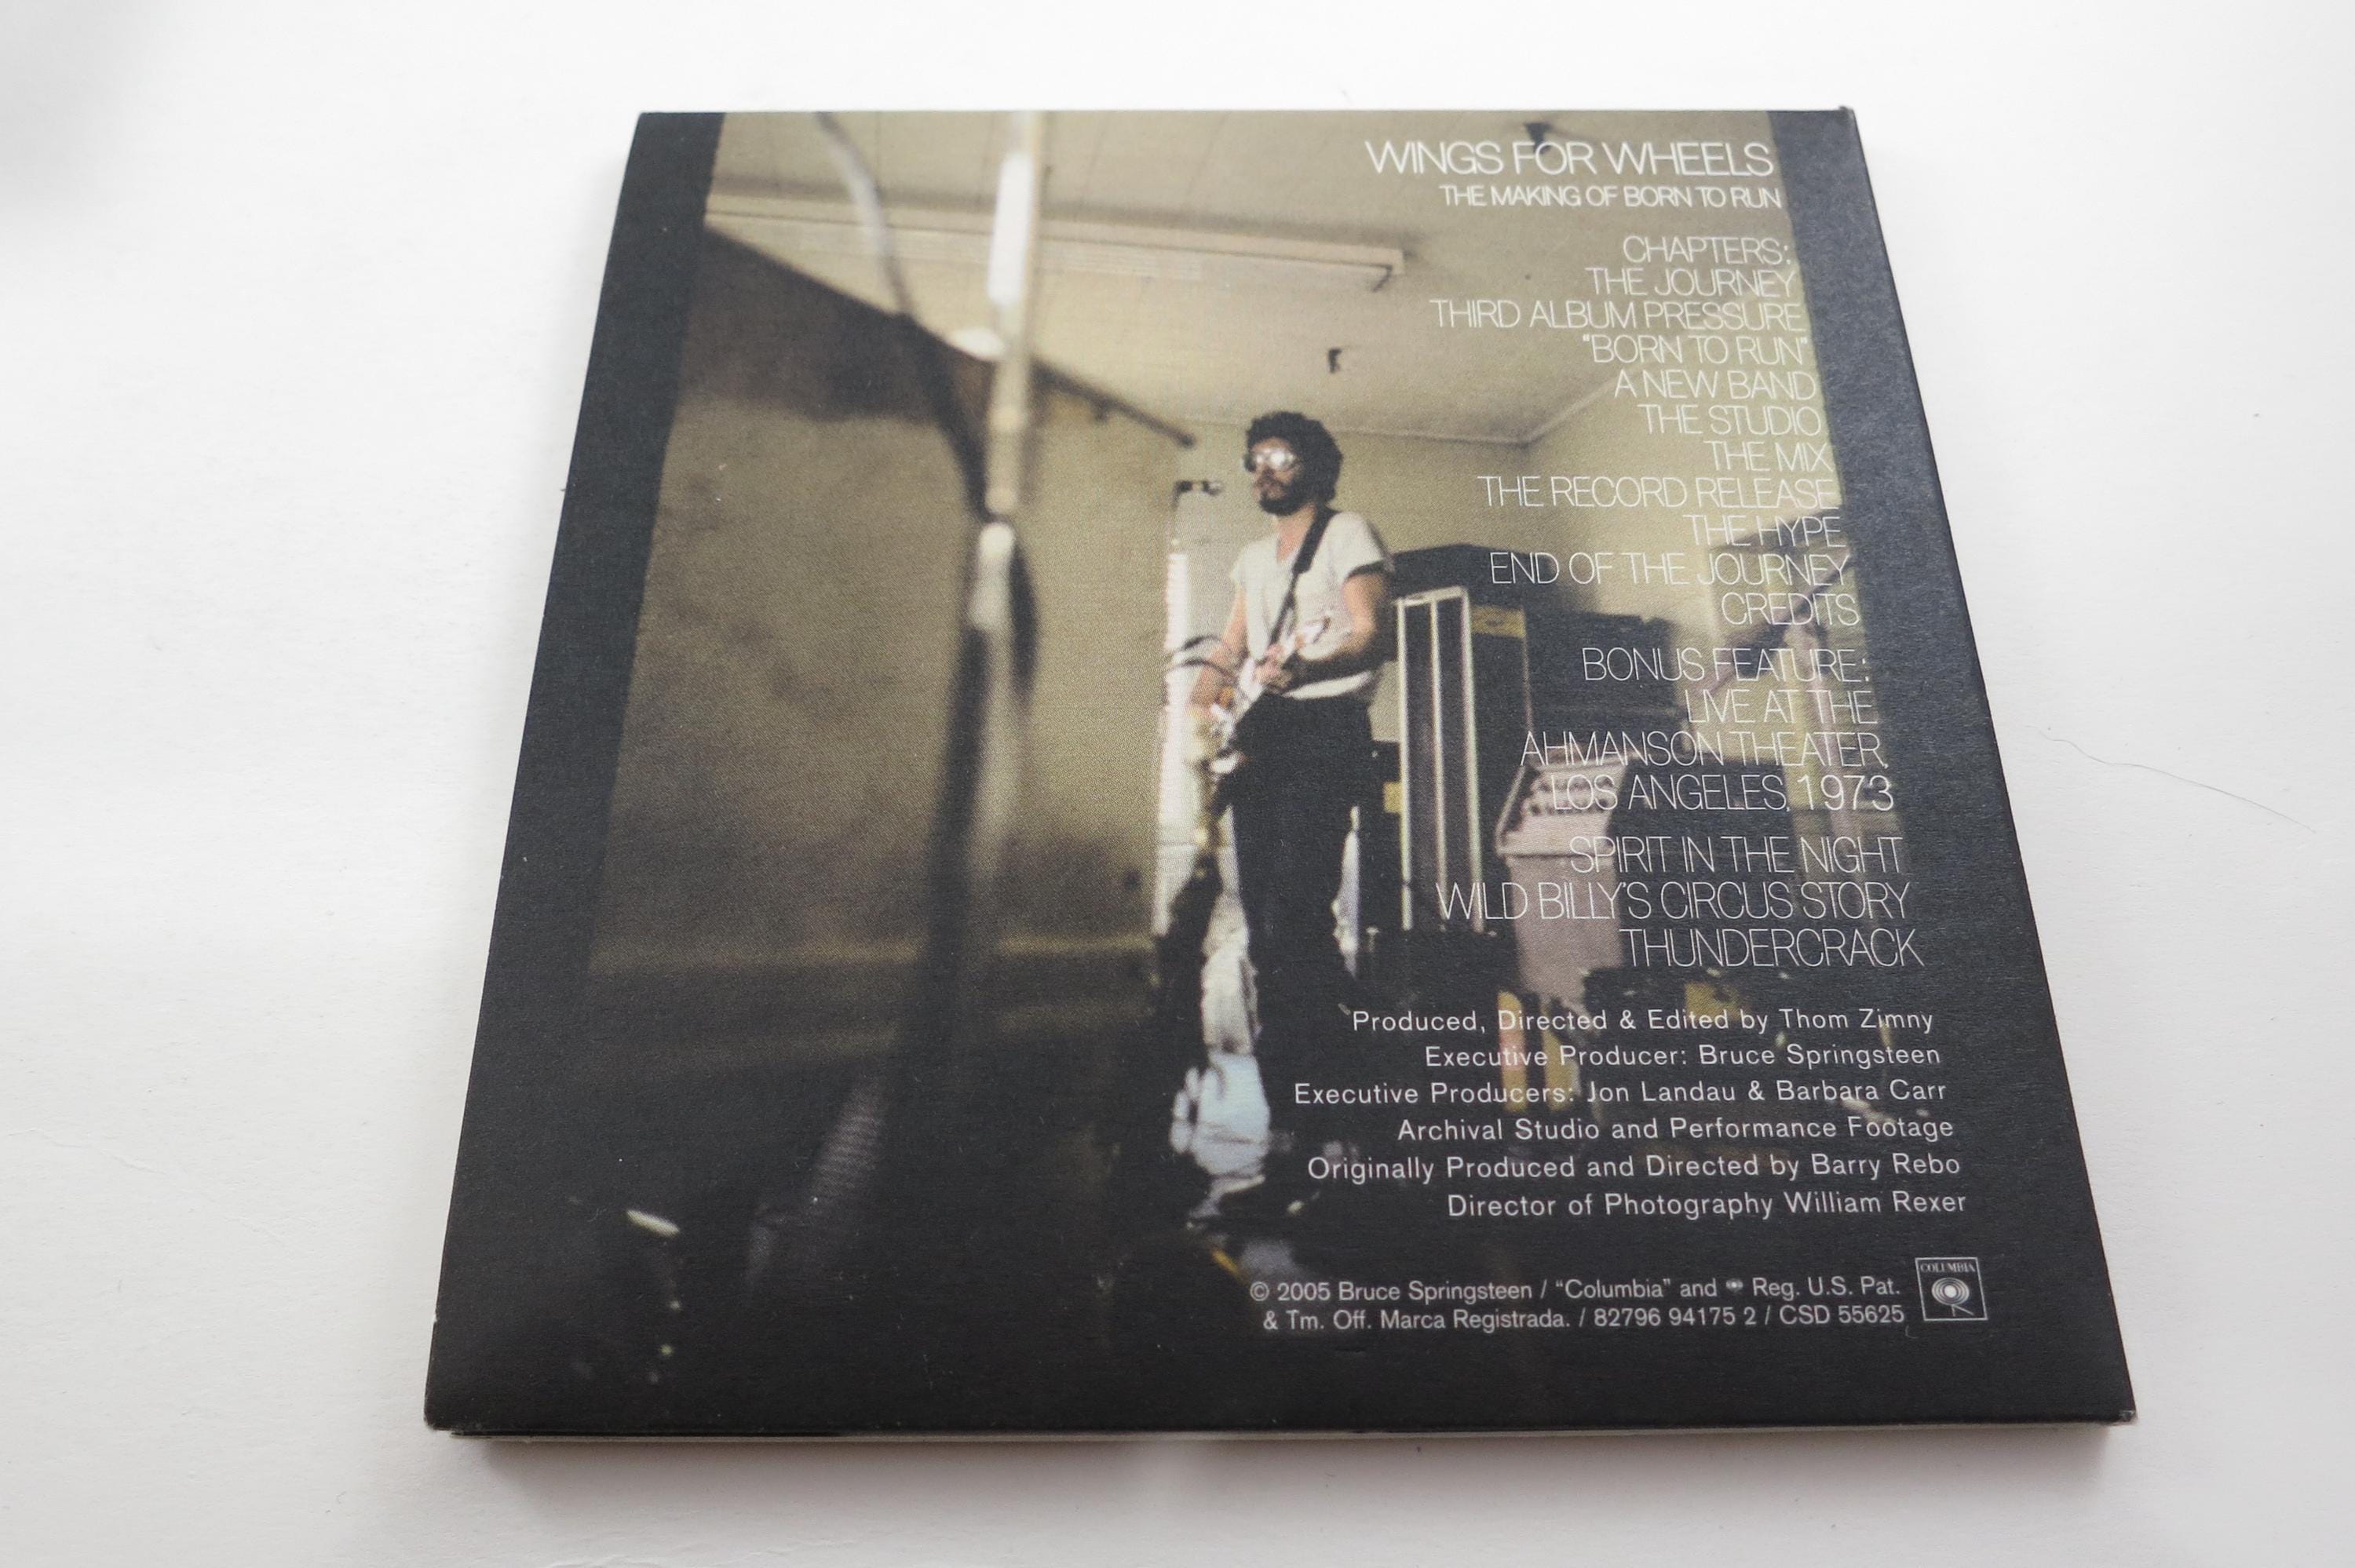 WINGS FOR WHEELS
THE MAKING OF BORN TO RUN
CHAPTERS:
THE JOURNEY
THIRD ALBUM PRESSURE
"BORN TO RUN"
A NEW BAND
THE STUDIO
THE MIX
THE RECORD RELEASE
THE HYPE
END OF THE JOURNEY
CREDITS
BONUS FEATURE:
LIVE AT THE
AHMANSON THEATER,
LOS ANGELES, 1973
SPIRIT IN THE NIGHT
WILD BILLY'S CIRCUS STORY
THUNDERCRACK
Produced, Directed & Edited by Thom Zimny
Executive Producer: Bruce Springsteen
Executive Producers: Jon Landau & Barbara Carr
Archival Studio and Performance Footage
Originally Produced and Directed by Barry Rebo
Director of Photography William Rexer
© 2005 Bruce Springsteen / “Columbia” and Reg. U.S. Pat.
& Tm. Off. Marca Registrada. / 82796 94175 2 / CSD 55625
COLUMBIA